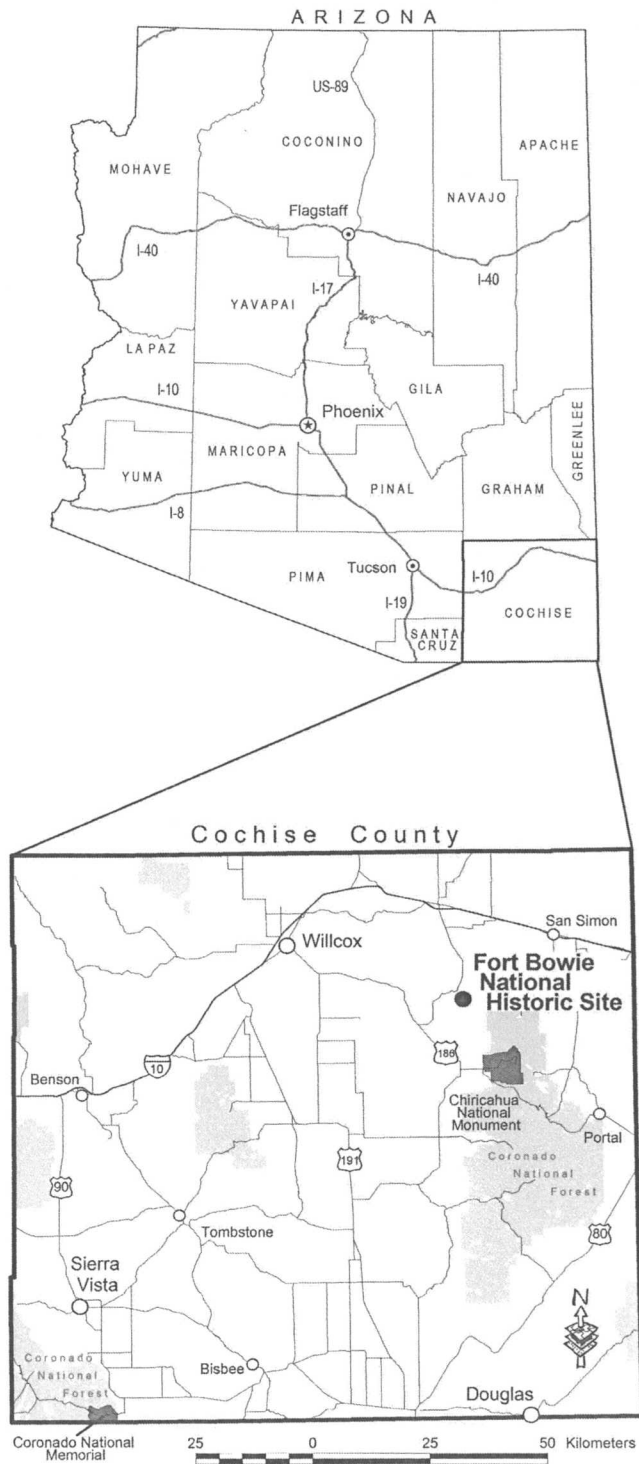 ARIZONA
US-89
COCONINO
APACHE
MOHAVE
NAVAJO
Flagstaff
I-40
I-17
I-40
YAVAPAI
LA PAZ
I-10
GILA
Phoenix
GREENLEE
MARICOPA
YUMA
PINAL
GRAHAM
I-8
Tucson
I-10
PIMA
I-19
COCHISE
SANTA
CRUZ
Cochise County
San Simon
Willcox
Fort Bowie
National
Historic Site
186
10
Benson
Chiricahua
National
Monument
Portal
Coronado
National
Forest
191
90
80
Tombstone
Sierra
Vista
N
Coronado
National
Forest
Bisbee
Douglas
Coronado National
Memorial
25 0 25 50 Kilometers